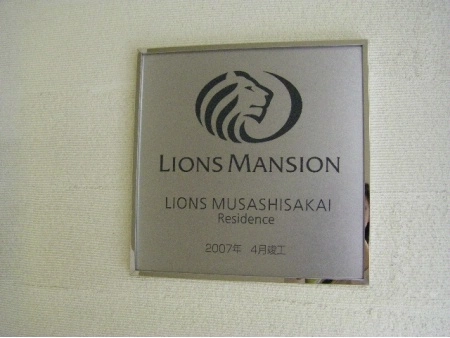 LIONS MANSION
LIONS MUSASHISAKAI
Residence
2007年 4月竣工